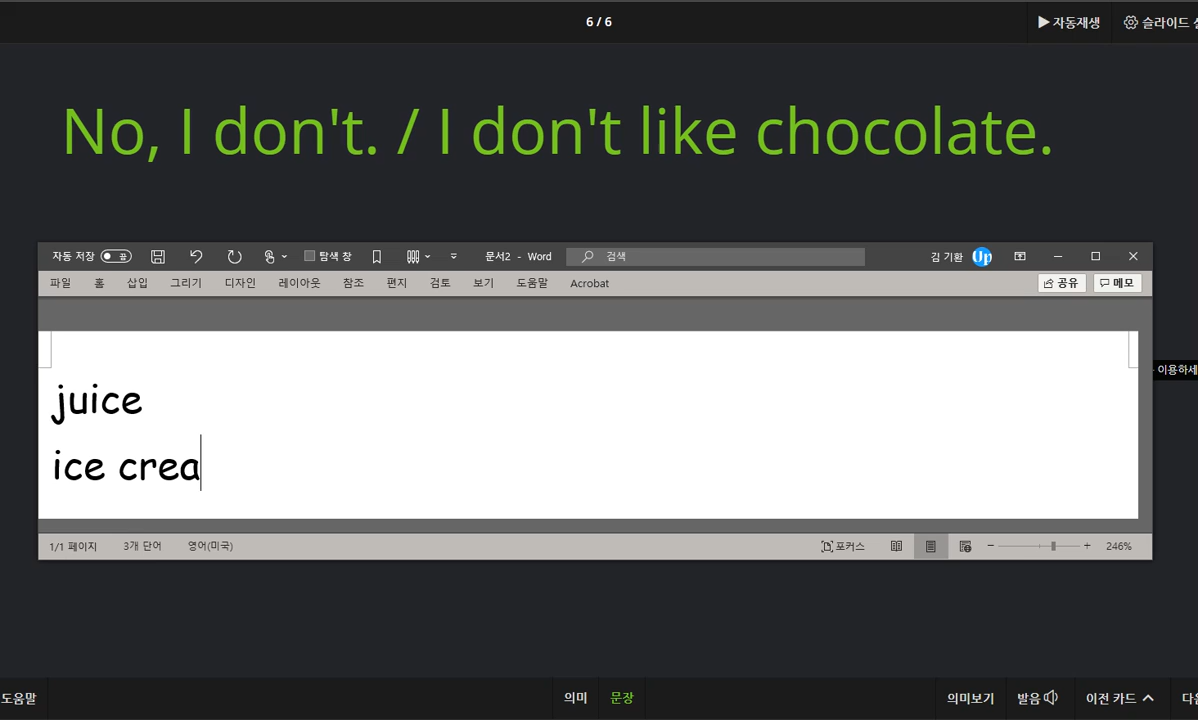 6 / 6
자동재생
슬라이드
No, I don't. / I don't like chocolate.
자동 저장
끔
탐색 창
문서2 - Word
검색
김 기환
Up
파일 홈 삽입 그리기 디자인 레이아웃 참조 편지 검토 보기 도움말 Acrobat
공유
메모
이용하세
juice
ice crea
1/1 페이지 3개 단어 영어(미국)
포커스
246%
도움말
의미
문장
의미보기
발음
이전 카드